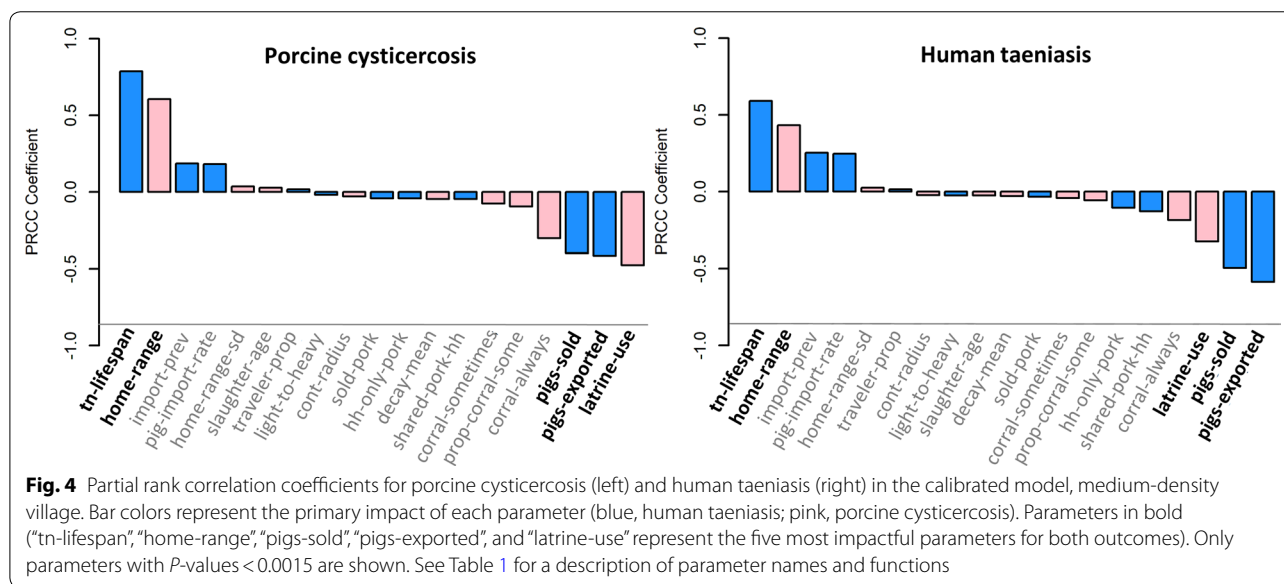 Porcine cysticercosis
PRCC Coefficient
1.0
0.5
0.0
-0.5
-1.0
tn-lifespan
home-range
import-prev
pig-import-rate
home-range-sd
slaughter-age
traveler-prop
light-to-heavy
cont-radius
sold-pork
hh-only-pork
decay-mean
shared-pork-hh
corral-sometimes
prop-corral-some
corral-always
pigs-sold
pigs-exported
latrine-use
Human taeniasis
PRCC Coefficient
1.0
0.5
0.0
-0.5
-1.0
tn-lifespan
home-range
import-prev
pig-import-rate
home-range-sd
traveler-prop
cont-radius
light-to-heavy
slaughter-age
decay-mean
sold-pork
corral-sometimes
prop-corral-some
hh-only-pork
shared-pork-hh
corral-always
latrine-use
pigs-sold
pigs-exported
Fig. 4 Partial rank correlation coefficients for porcine cysticercosis (left) and human taeniasis (right) in the calibrated model, medium-density
village. Bar colors represent the primary impact of each parameter (blue, human taeniasis; pink, porcine cysticercosis). Parameters in bold
(“tn-lifespan”, “home-range”, “pigs-sold”, “pigs-exported”, and “latrine-use” represent the five most impactful parameters for both outcomes). Only
parameters with P-values < 0.0015 are shown. See Table 1 for a description of parameter names and functions